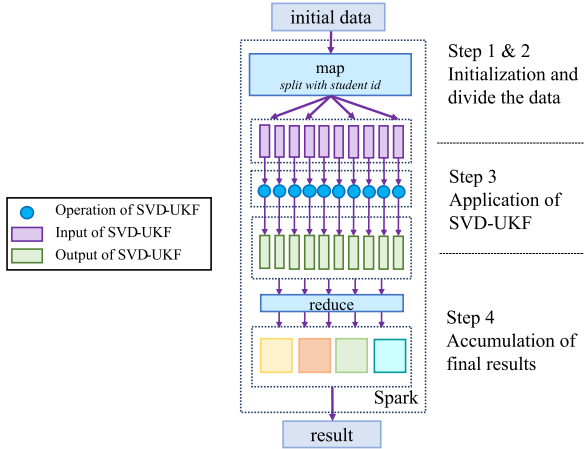 initial data
map
split with student id
Step 1 & 2
Initialization and
divide the data
Step 3
Application of
SVD-UKF
Operation of SVD-UKF
Input of SVD-UKF
Output of SVD-UKF
reduce
Step 4
Accumulation of
final results
Spark
result